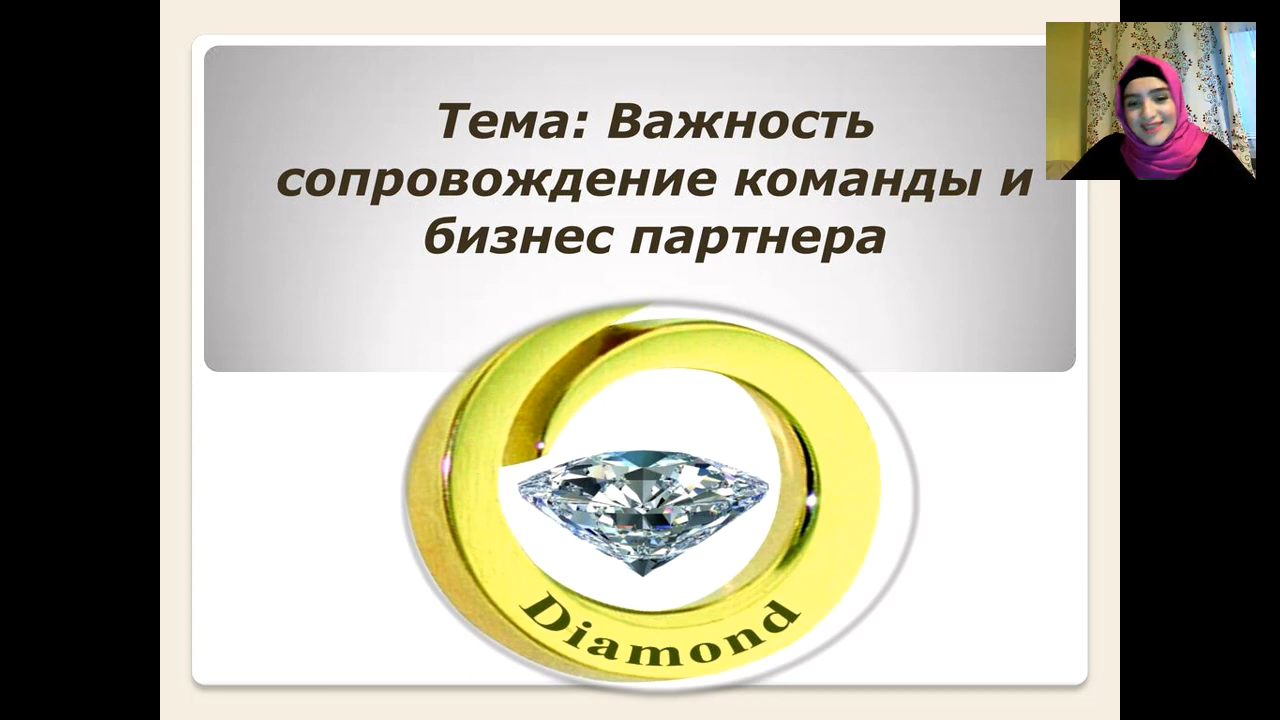 Тема: Важность
сопровождение команды и
бизнес партнера
Diamond